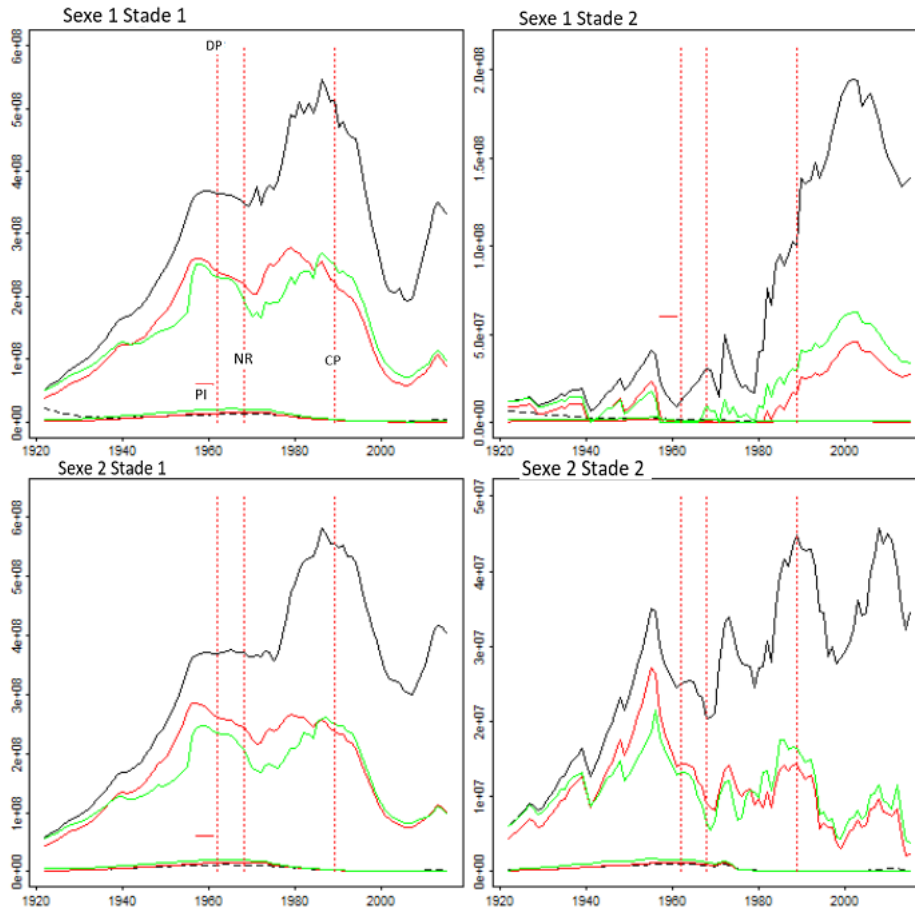 Sexe 1 Stade 1
0e+00 1e+08 2e+08 3e+08 4e+08 5e+08 6e+08
DP
NR
CP
PI
1920 1940 1960 1980 2000
Sexe 1 Stade 2
0.0e+00 5.0e+07 1.0e+08 1.5e+08 2.0e+08
1920 1940 1960 1980 2000
Sexe 2 Stade 1
0e+00 1e+08 2e+08 3e+08 4e+08 5e+08 6e+08
1920 1940 1960 1980 2000
Sexe 2 Stade 2
0e+00 1e+07 2e+07 3e+07 4e+07 5e+07
1920 1940 1960 1980 2000